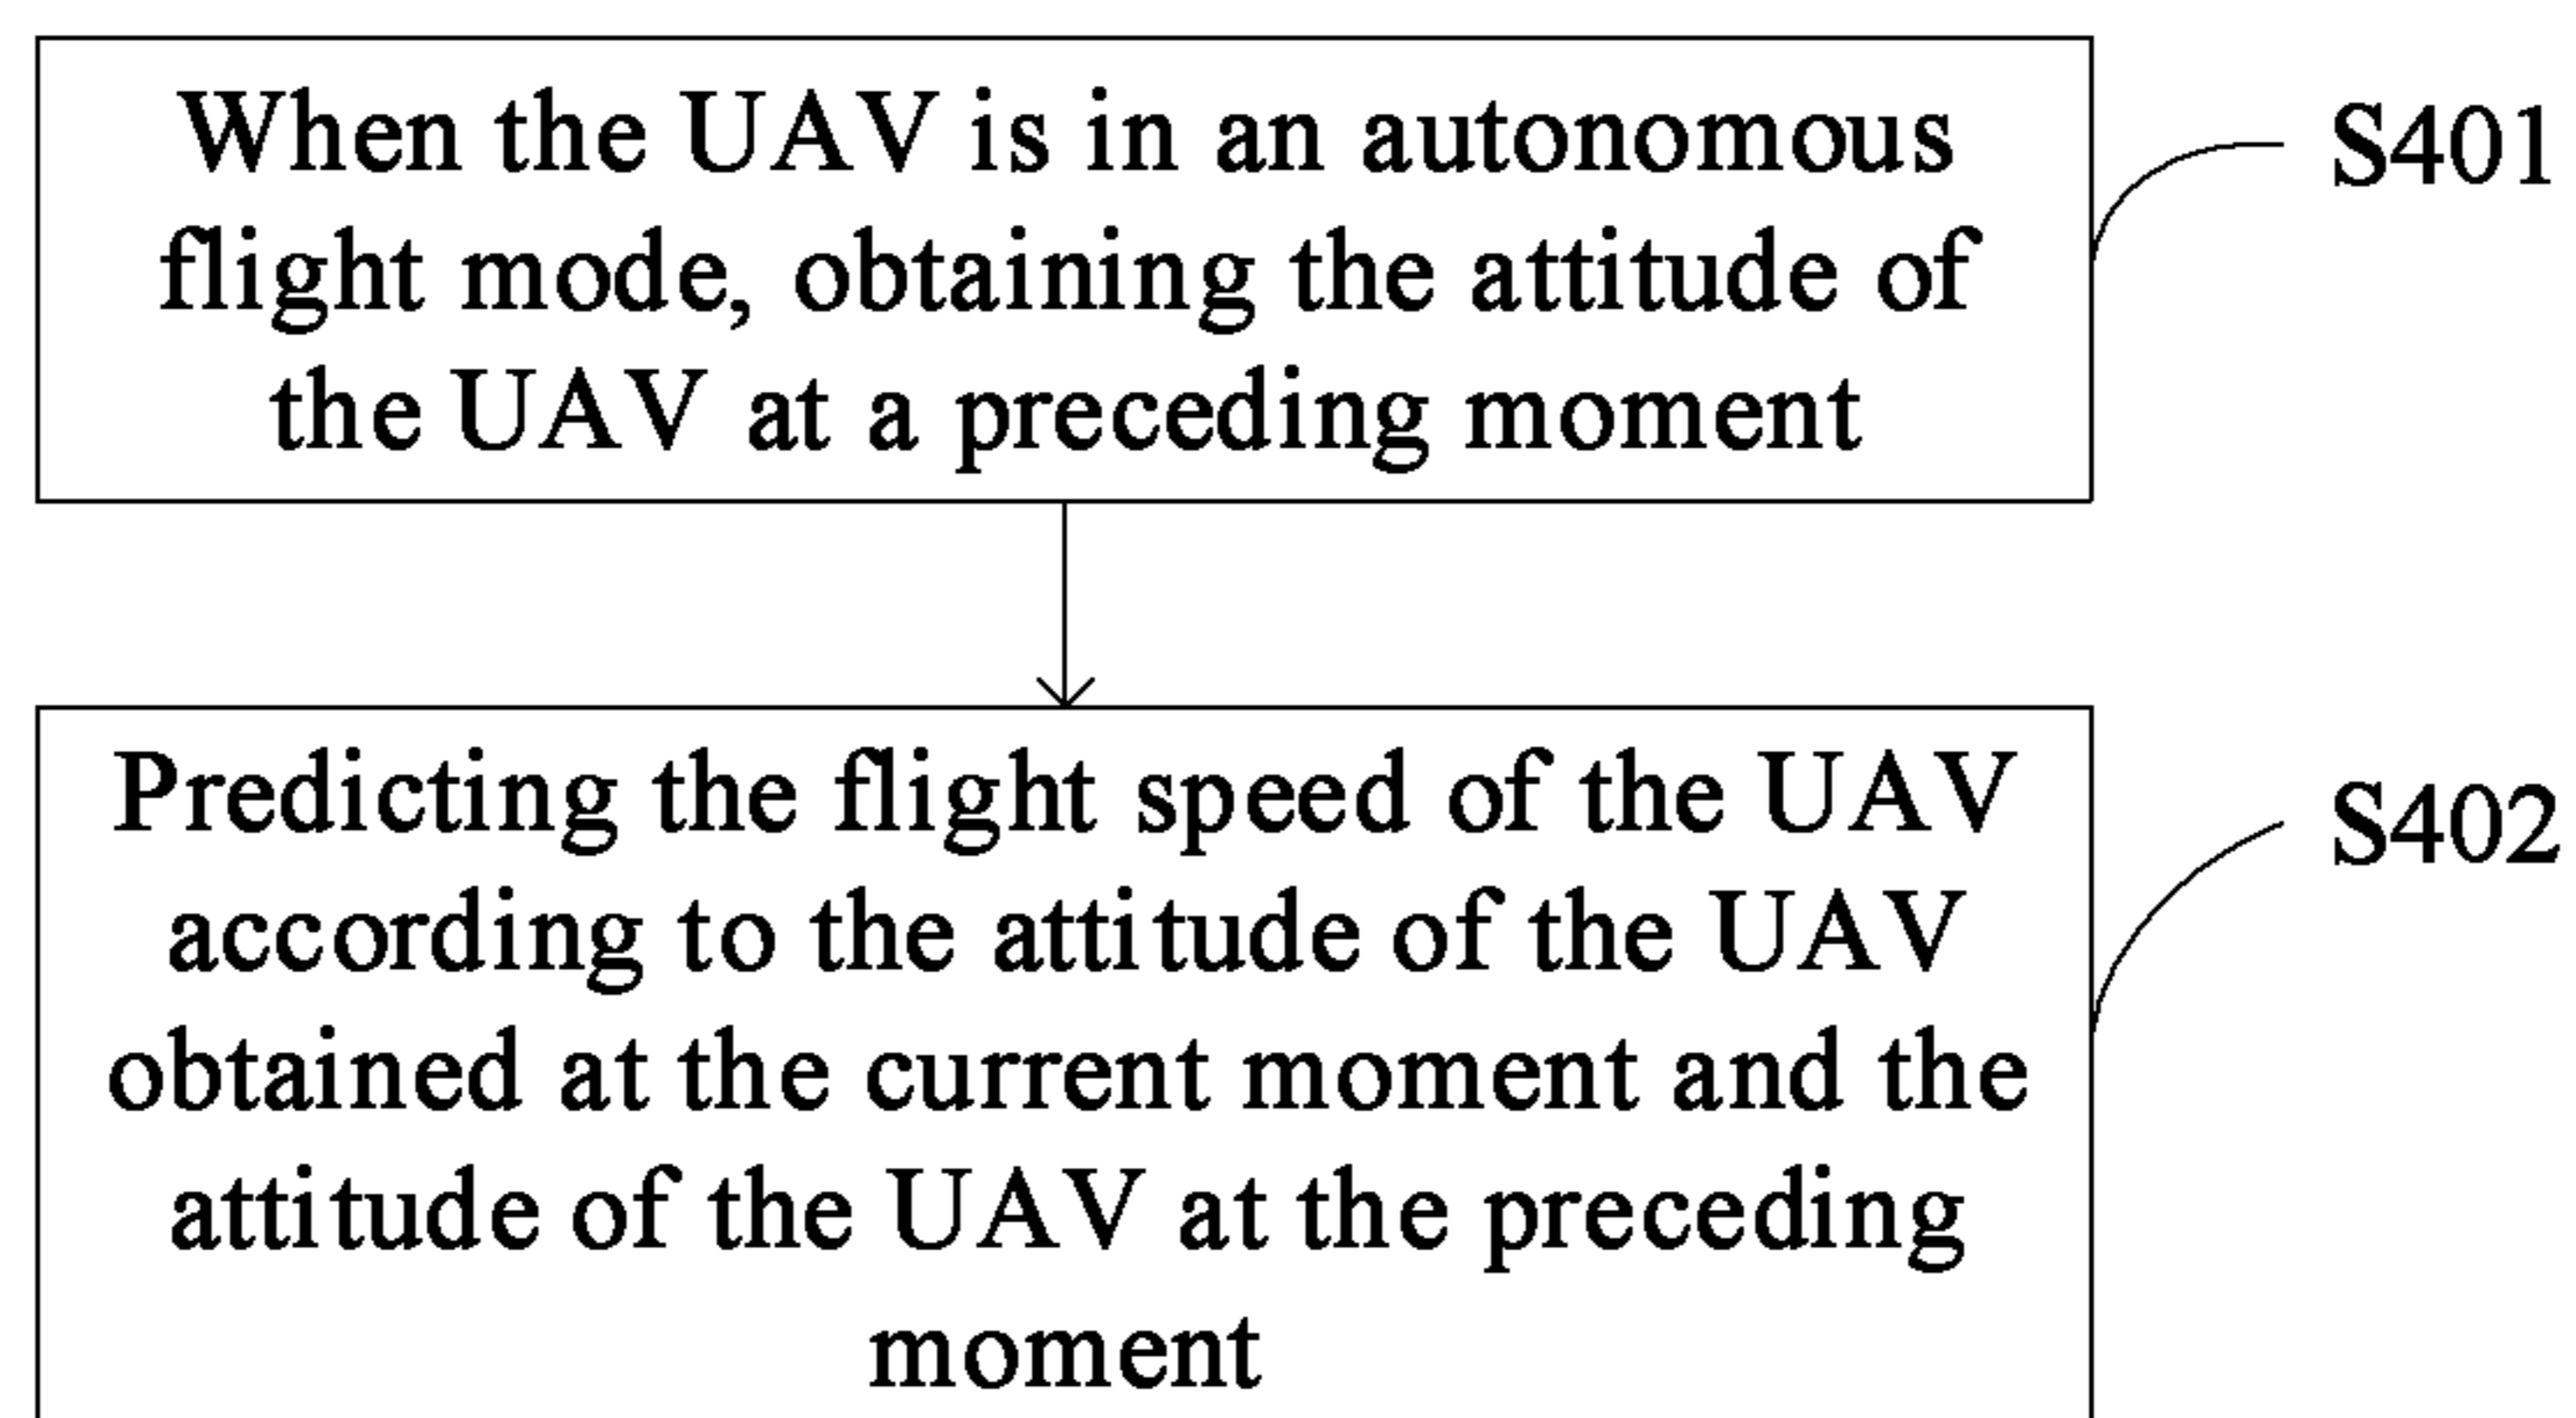 When the UAV is in an autonomous
flight mode, obtaining the attitude of
the UAV at a preceding moment
S401
Predicting the flight speed of the UAV
according to the attitude of the UAV
obtained at the current moment and the
attitude of the UAV at the preceding
moment
S402